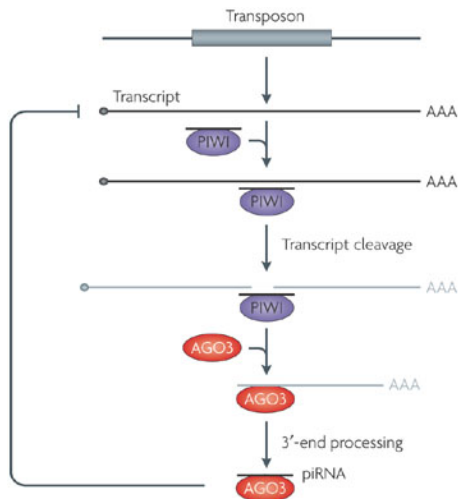 Transposon
Transcript
AAA
PIWI
AAA
PIWI
Transcript cleavage
AAA
PIWI
AGO3
AAA
AGO3
3′-end processing
piRNA
AGO3